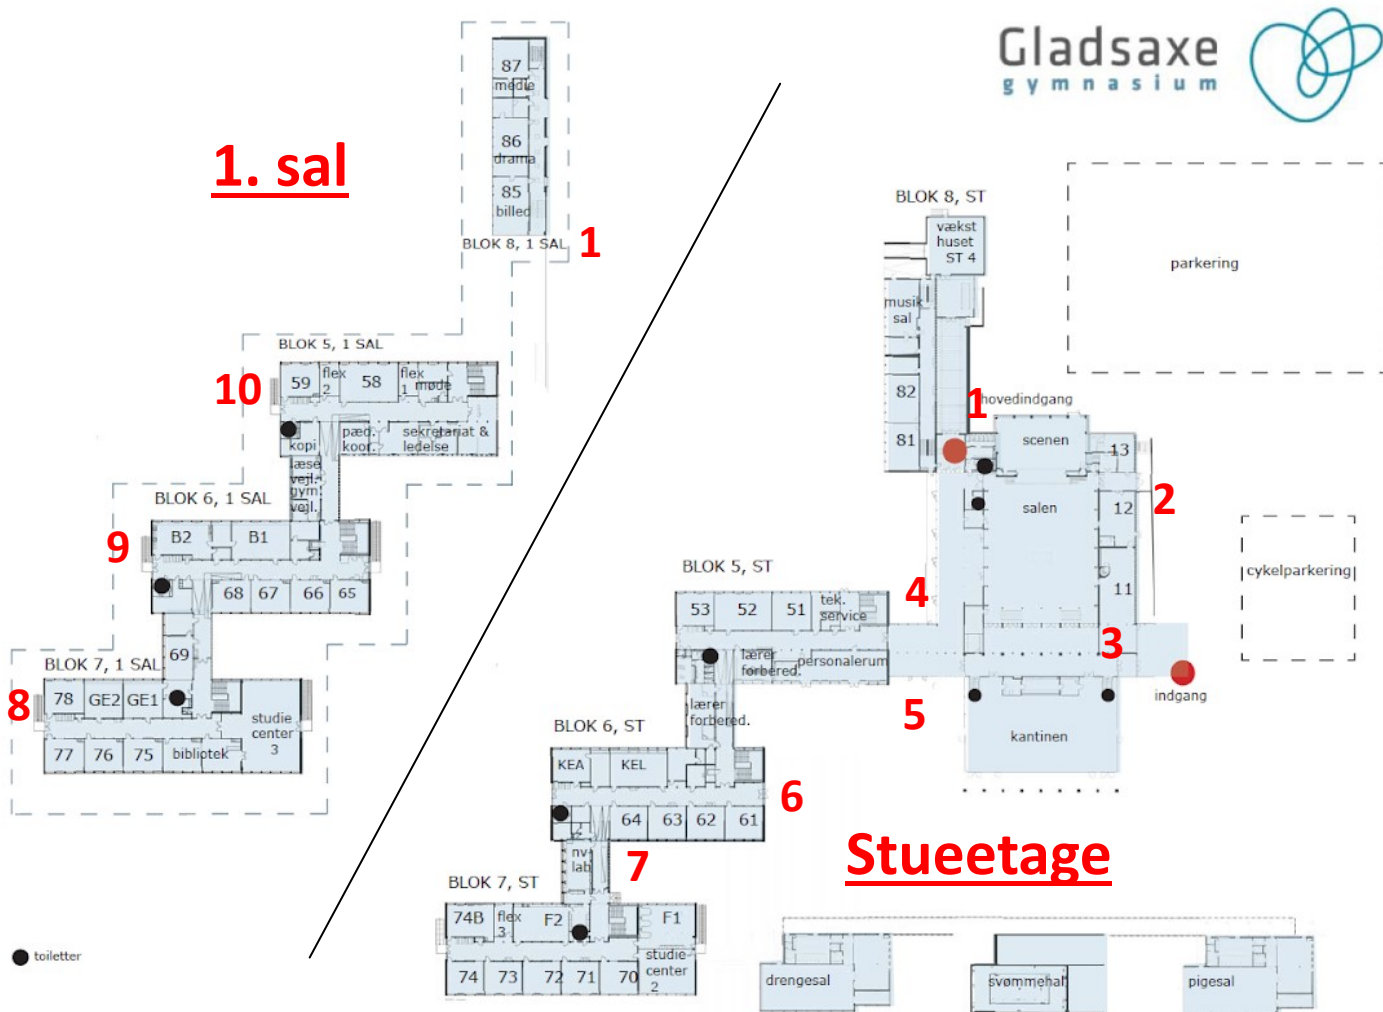 Gladsaxe
gymnasium
1. sal
87
medie
86
drama
85
billed
BLOK 8, 1 SAL
1
BLOK 5, 1 SAL
10
59
flex
2
58
flex
1
møde
kopi
pæd.
koor.
sekretariat &
ledelse
læse
vejl.
gym
vejl.
BLOK 6, 1 SAL
9
B2
B1
68
67
66
65
69
BLOK 7, 1 SAL
8
78
GE2
GE1
studie
center
3
77
76
75
bibliotek
toiletter
BLOK 8, ST
vækst
huset
ST 4
musik
sal
82
81
1
hovedindgang
scenen
13
2
salen
12
11
parkering
cykelparkering
4
3
indgang
5
kantinen
BLOK 5, ST
53
52
51
tek.
service
lærer
forbered.
personalerum
lærer
forbered.
BLOK 6, ST
KEA
KEL
6
64
63
62
61
nv
lab
7
BLOK 7, ST
74B
flex
3
F2
F1
74
73
72
71
70
studie-
center
2
Stueetage
drengesal
svømmehal
pigesal